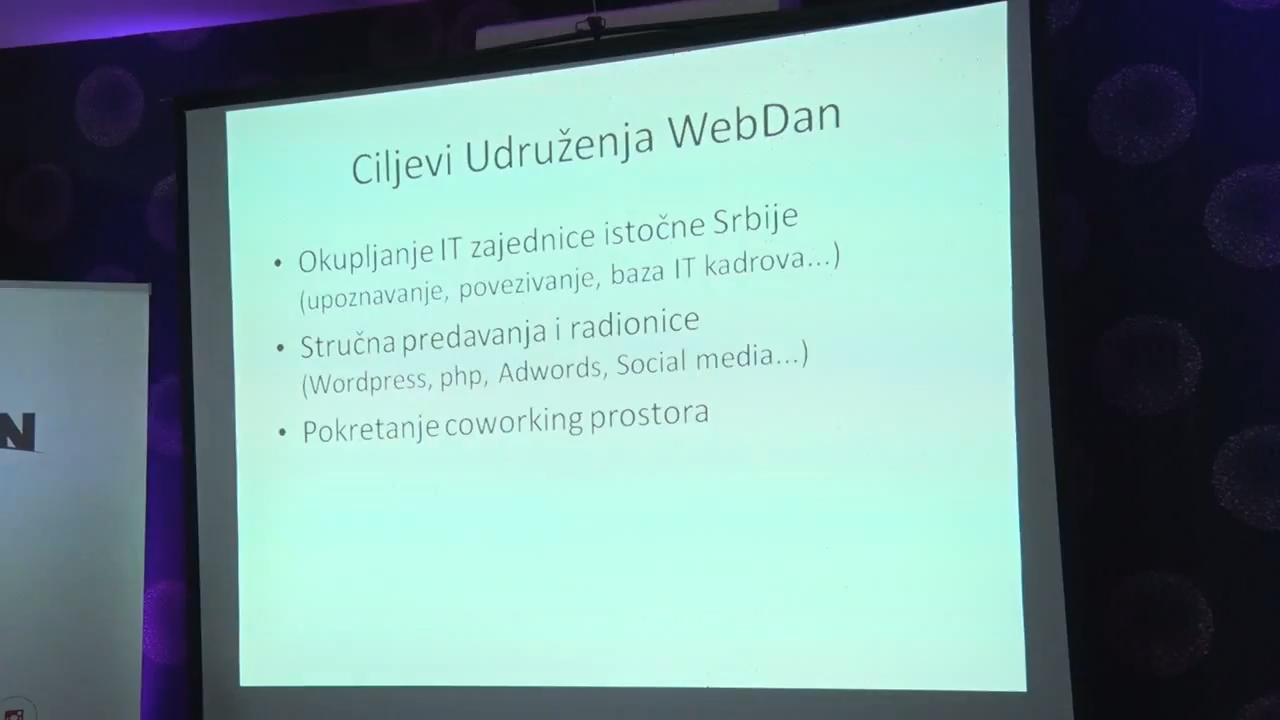 Ciljevi Udruženja WebDan
• Okupljanje IT zajednice istočne Srbije
(upoznavanje, povezivanje, baza IT kadrova...)
• Stručna predavanja i radionice
(Wordpress, php, Adwords, Social media...)
• Pokretanje coworking prostora
N